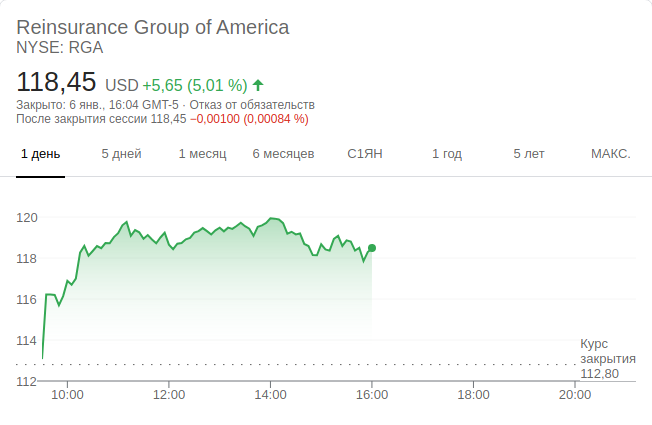 Reinsurance Group of America
NYSE: RGA
118,45 USD +5,65 (5,01 %)
Закрыто: 6 янв., 16:04 GMT-5 · Отказ от обязательств
После закрытия сессии 118,45 −0,00100 (0,00084 %)
1 день 5 дней 1 месяц 6 месяцев С1ЯН 1 год 5 лет МАКС.
120
118
116
114
Курс
закрытия
112,80
112
10:00 12:00 14:00 16:00 18:00 20:00